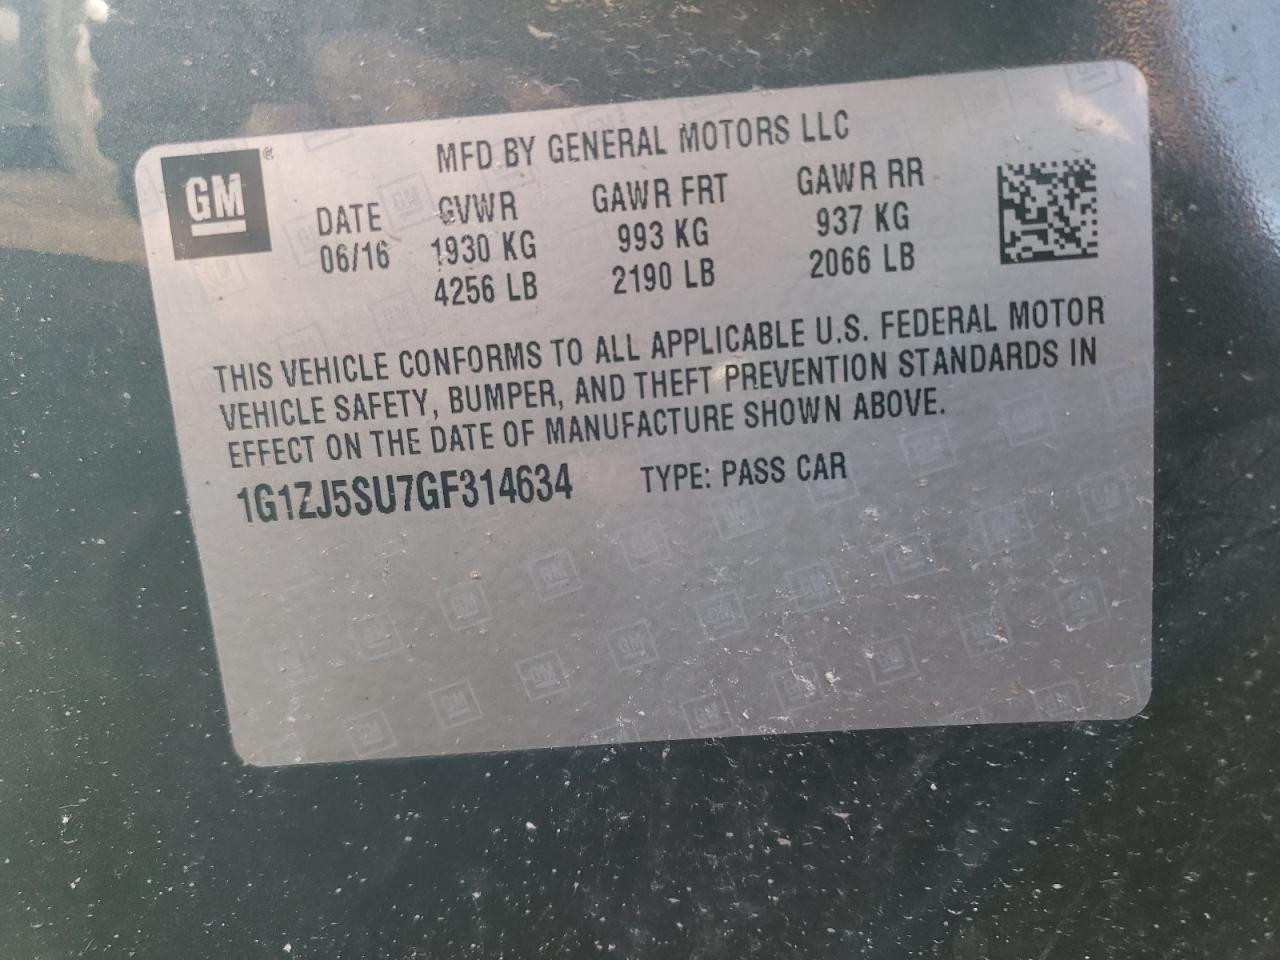 GM ®
MFD BY GENERAL MOTORS LLC
DATE GVWR GAWR FRT GAWR RR
06/16 1930 KG 993 KG 937 KG
4256 LB 2190 LB 2066 LB
THIS VEHICLE CONFORMS TO ALL APPLICABLE U.S. FEDERAL MOTOR
VEHICLE SAFETY, BUMPER, AND THEFT PREVENTION STANDARDS IN
EFFECT ON THE DATE OF MANUFACTURE SHOWN ABOVE.
1G1ZJ5SU7GF314634 TYPE: PASS CAR